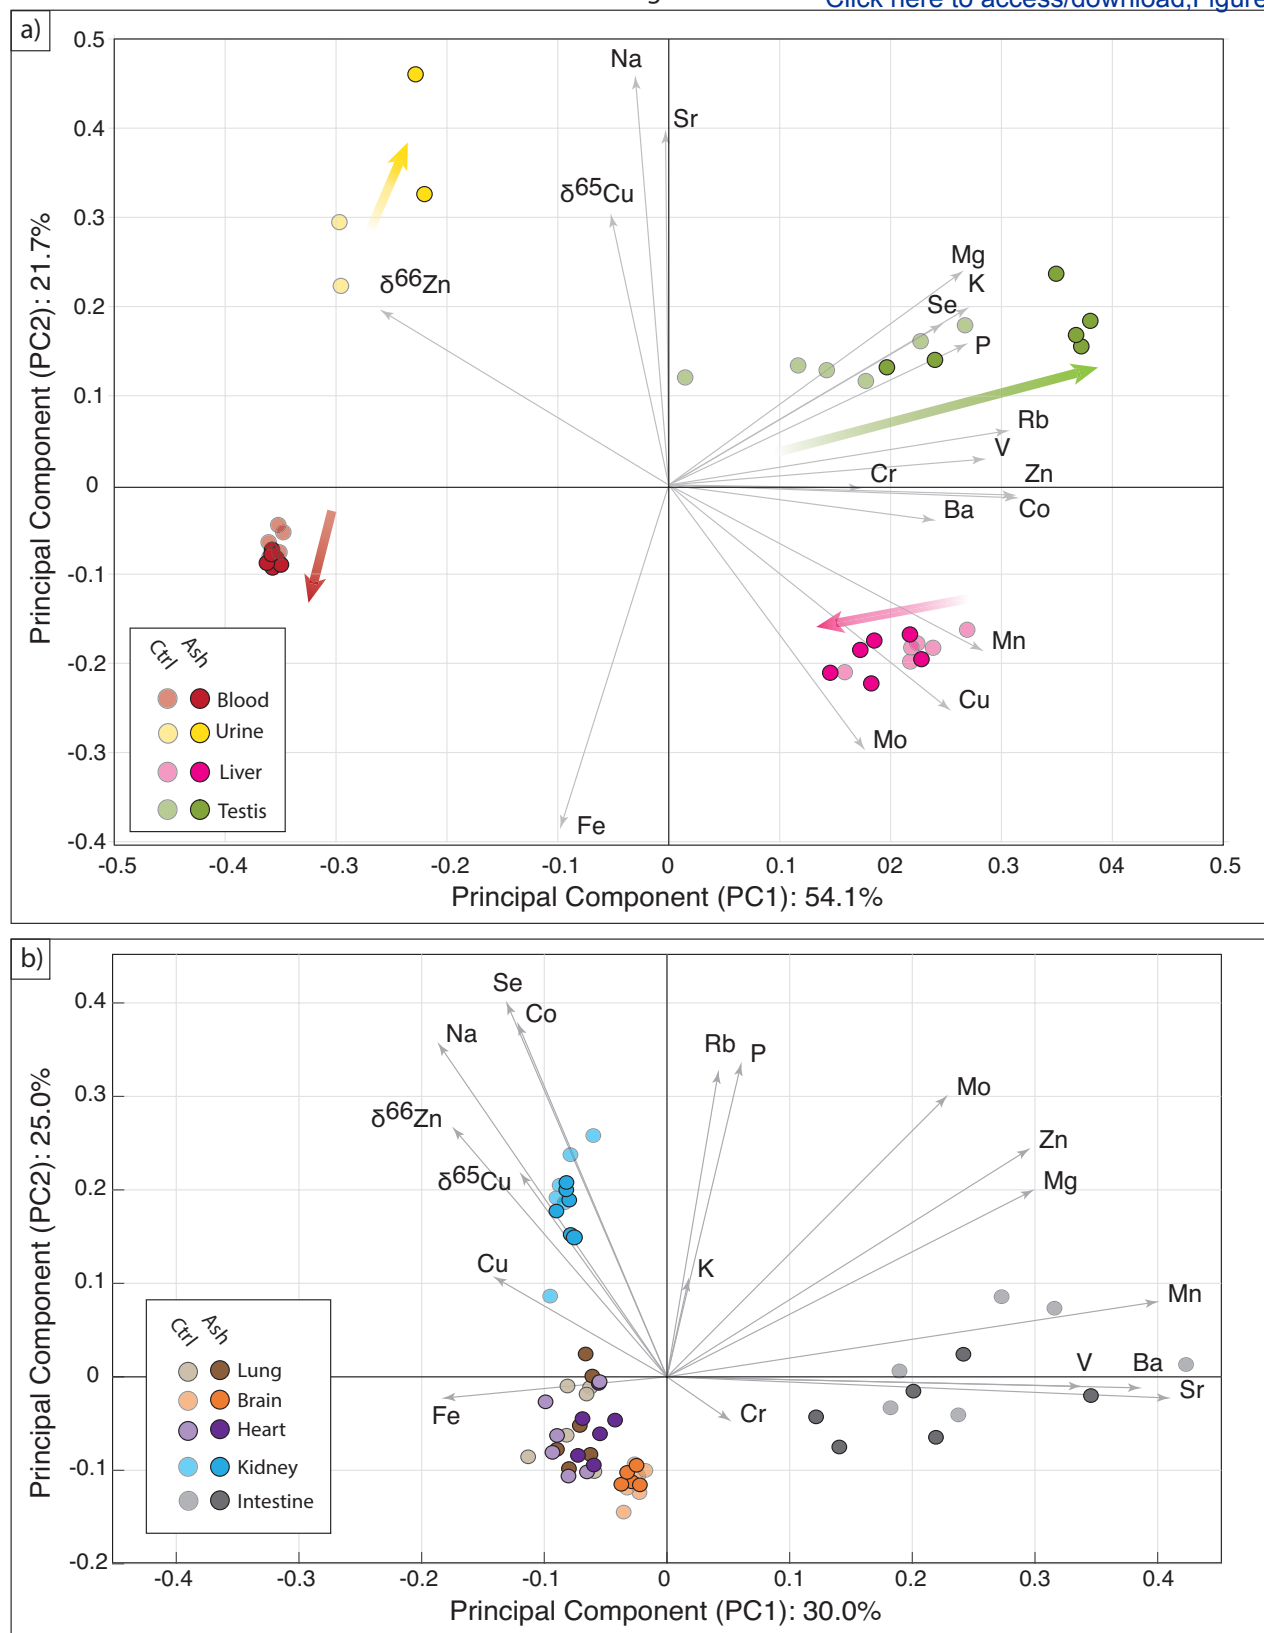 Click here to access/download;Figure
a)
0.5
0.4
0.3
0.2
0.1
0
-0.1
-0.2
-0.3
-0.4
Principal Component (PC2): 21.7%
Na
Sr
δ65Cu
δ66Zn
Mg
K
Se
P
Rb
V
Cr
Zn
Co
Ba
Mn
Cu
Mo
Fe
Ctrl Ash
Blood
Urine
Liver
Testis
-0.5 -0.4 -0.3 -0.2 -0.1 0 0.1 02 0.3 04 0.5
Principal Component (PC1): 54.1%
b)
0.4
0.3
0.2
0.1
0
-0.1
-0.2
Principal Component (PC2): 25.0%
Se
Co
Na
Rb
P
Mo
δ66Zn
Zn
δ65Cu
Mg
Cu
K
Mn
V
Ba
Sr
Fe
Cr
Ctrl Ash
Lung
Brain
Heart
Kidney
Intestine
-0.4 -0.3 -0.2 -0.1 0 0.1 0.2 0.3 0.4
Principal Component (PC1): 30.0%